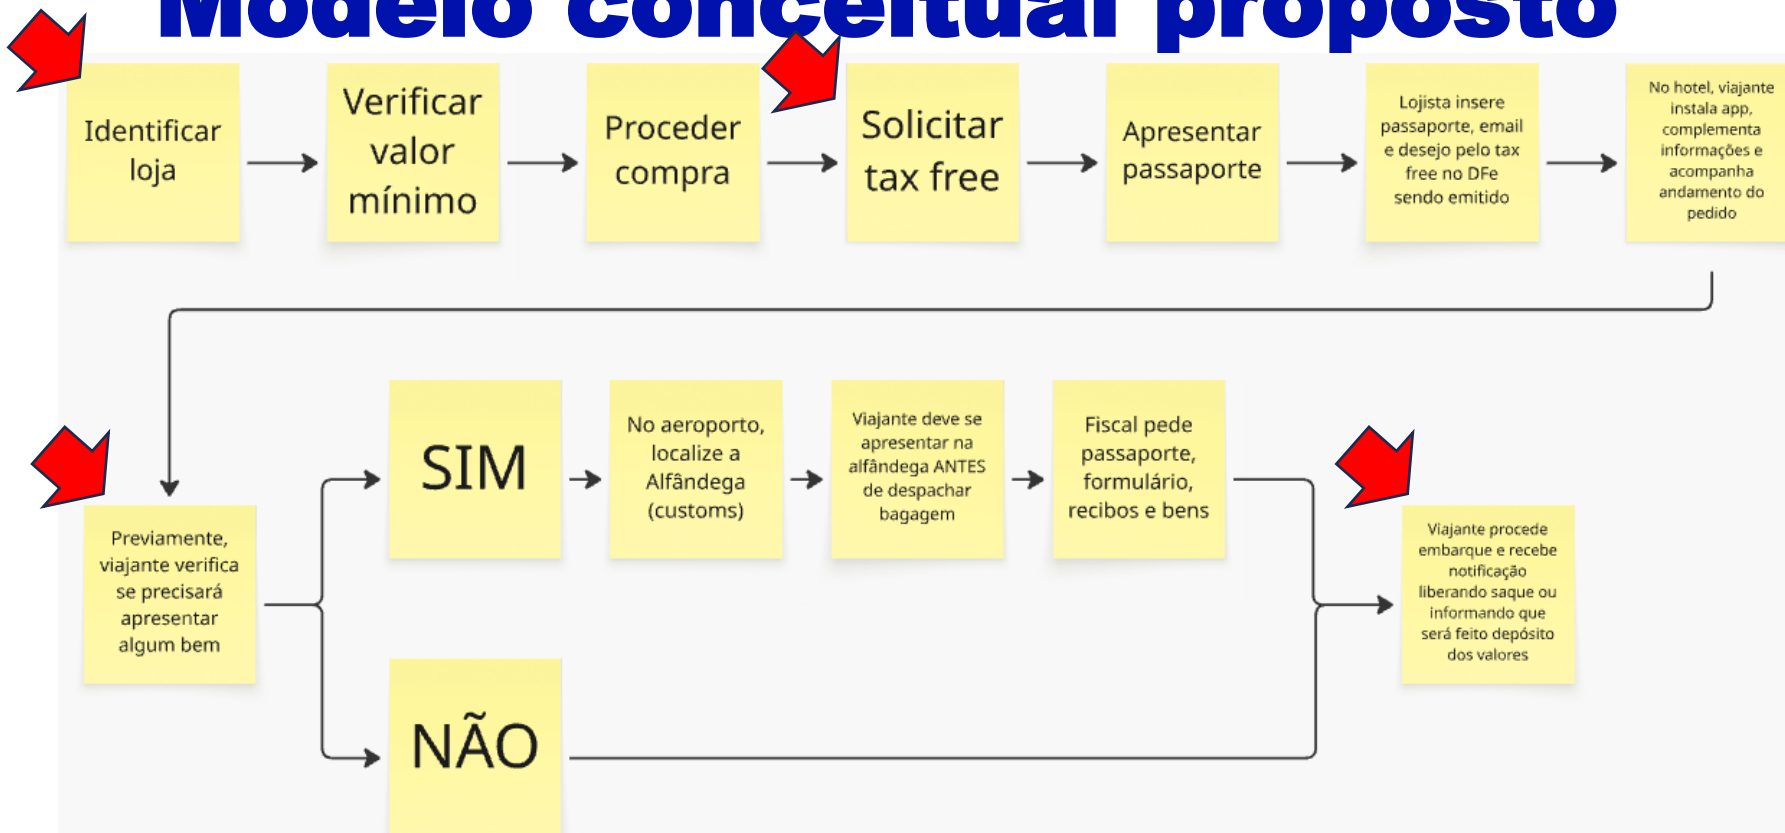 Modelo conceitual proposto
Identificar
loja
Verificar
valor
mínimo
Proceder
compra
Solicitar
tax free
Apresentar
passaporte
Lojista insere
passaporte, email
e desejo pelo tax
free no DFe
sendo emitido
No hotel, viajante
instala app,
complementa
informações e
acompanha
andamento do
pedido
Previamente,
viajante verifica
se precisará
apresentar
algum bem
SIM
No aeroporto,
localize a
Alfândega
(customs)
Viajante deve se
apresentar na
alfândega ANTES
de despachar
bagagem
Fiscal pede
passaporte,
formulário,
recibos e bens
NÃO
Viajante procede
embarque e recebe
notificação
liberando saque ou
informando que
será feito depósito
dos valores